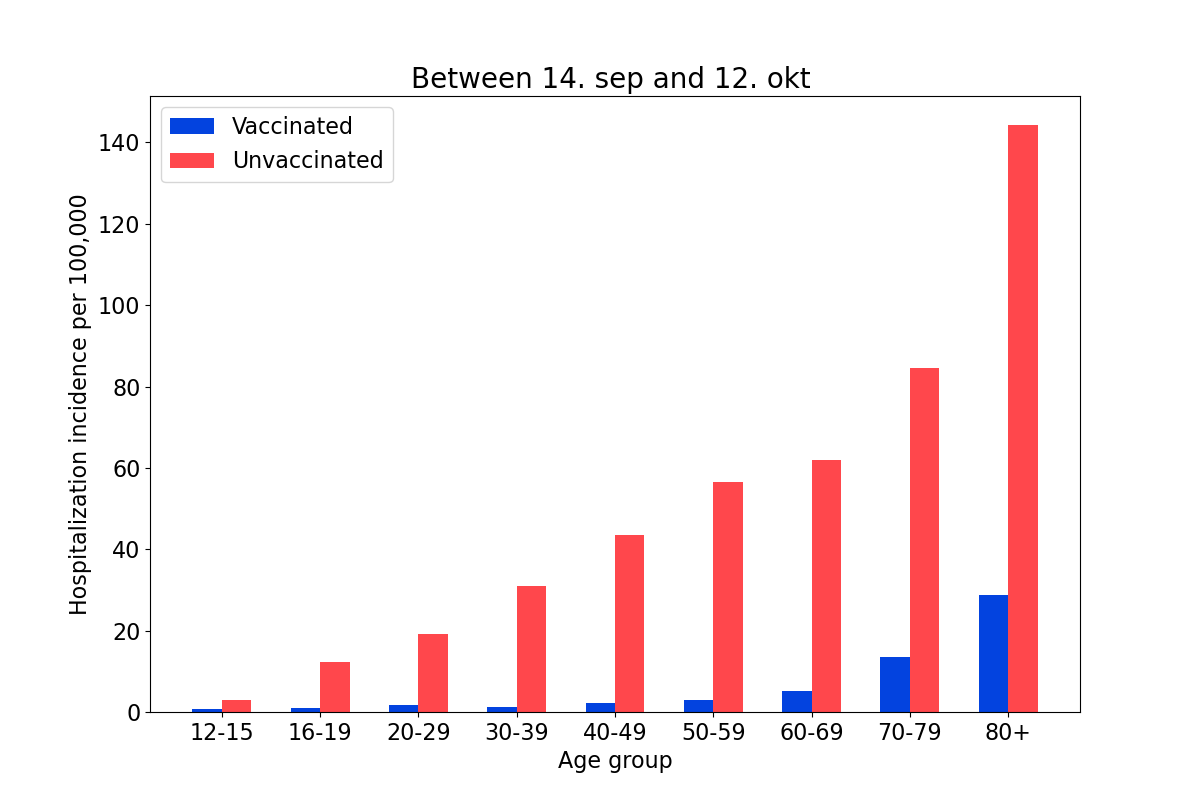 Between 14. sep and 12. okt
Vaccinated
Unvaccinated
Hospitalization incidence per 100,000
140
120
100
80
60
40
20
0
12-15 16-19 20-29 30-39 40-49 50-59 60-69 70-79 80+
Age group